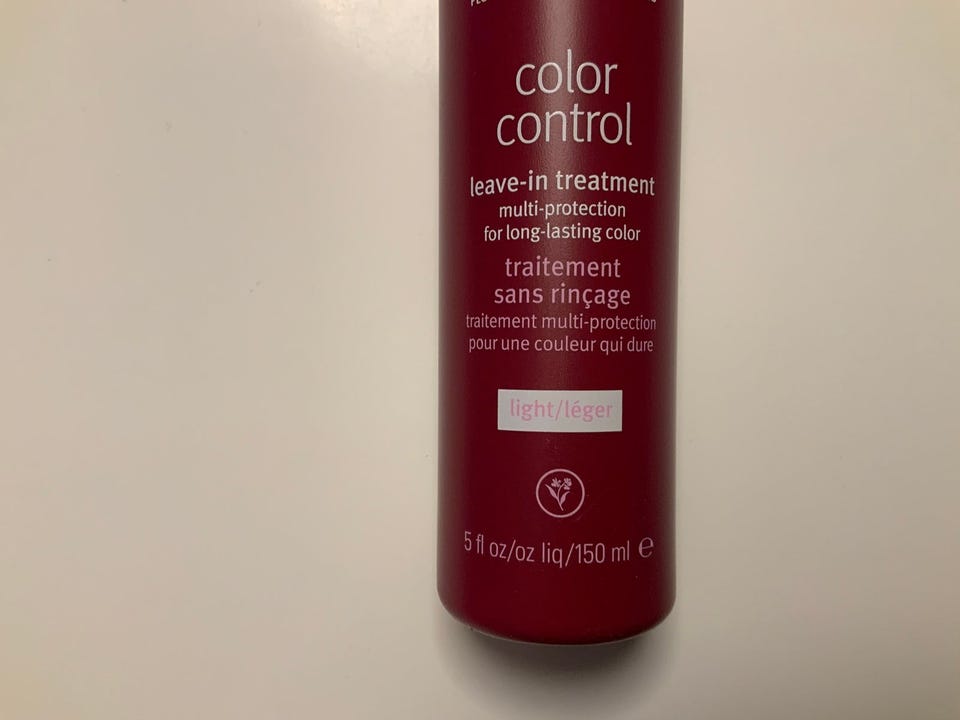 color
control
leave-in treatment
multi-protection
for long-lasting color
traitement
sans rinçage
traitement multi-protection
pour une couleur qui dure
light/léger
5 fl oz/oz liq/150 ml ℮